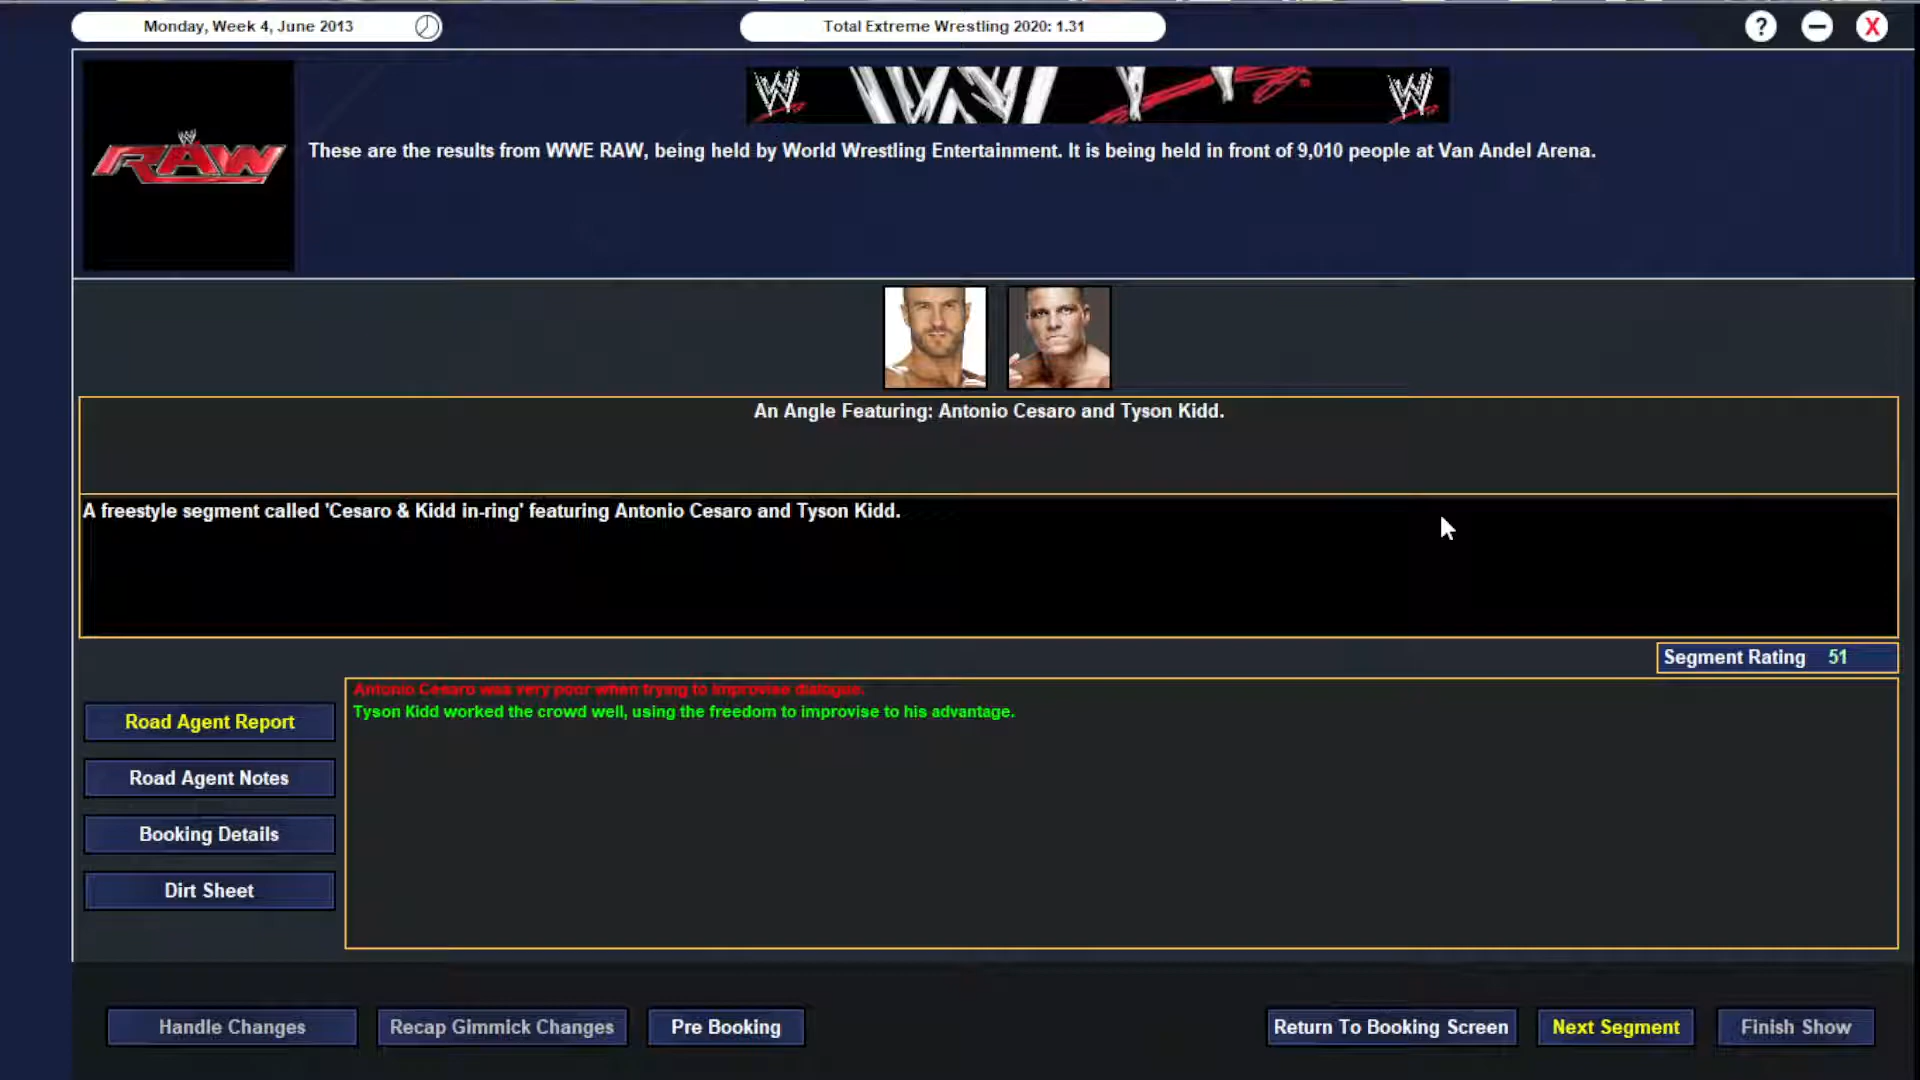 Monday, Week 4, June 2013
Total Extreme Wrestling 2020: 1.31
?
X
W
W
W
RAW
These are the results from WWE RAW, being held by World Wrestling Entertainment. It is being held in front of 9,010 people at Van Andel Arena.
An Angle Featuring: Antonio Cesaro and Tyson Kidd.
A freestyle segment called 'Cesaro & Kidd in-ring' featuring Antonio Cesaro and Tyson Kidd.
Segment Rating 51
Antonio Cesaro was very poor when trying to improvise dialogue.
Tyson Kidd worked the crowd well, using the freedom to improvise to his advantage.
Road Agent Report
Road Agent Notes
Booking Details
Dirt Sheet
Handle Changes
Recap Gimmick Changes
Pre Booking
Return To Booking Screen
Next Segment
Finish Show